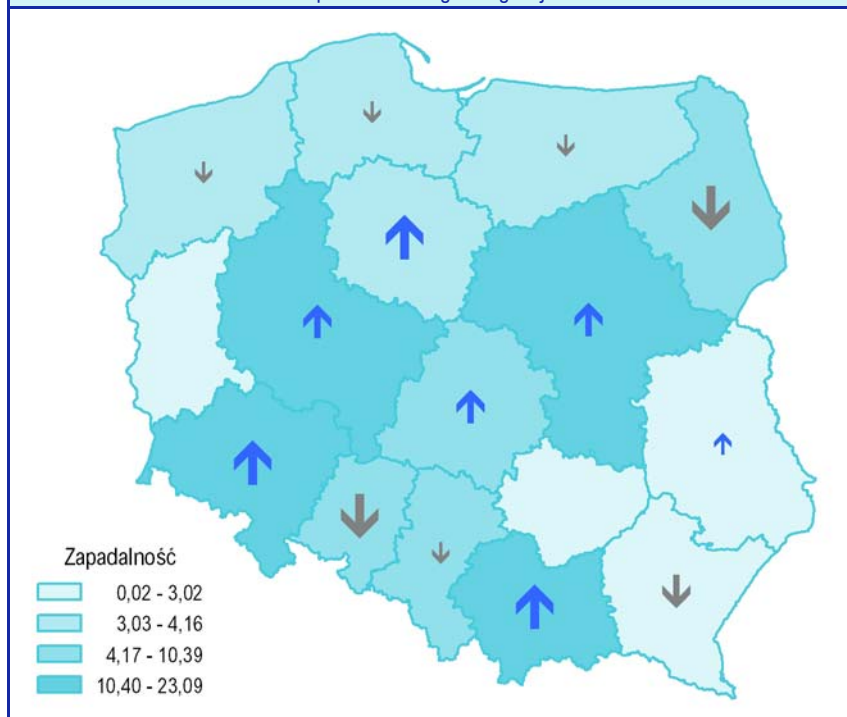 Zapadalność
0,02 - 3,02
3,03 - 4,16
4,17 - 10,39
10,40 - 23,09